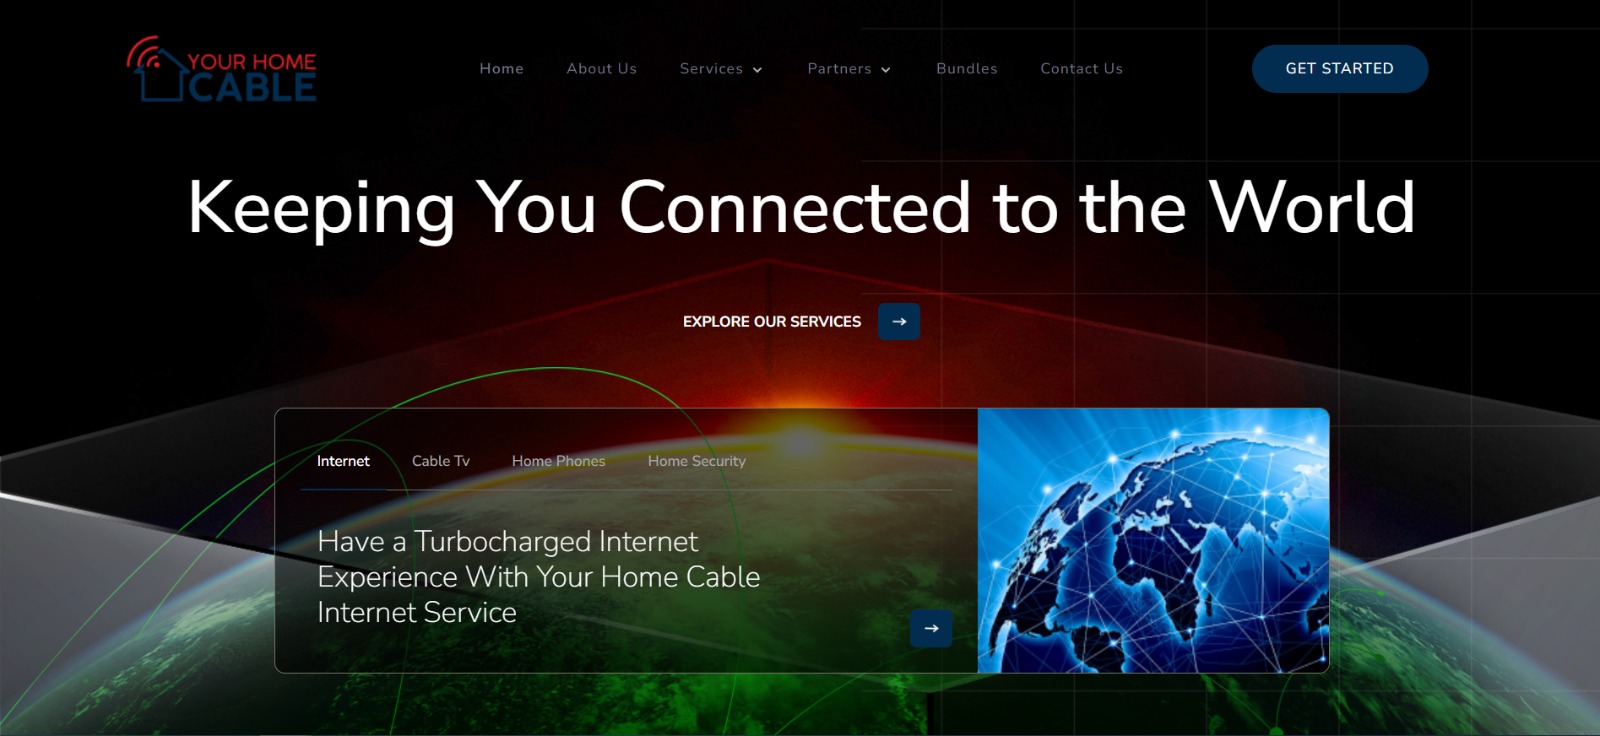 YOUR HOME
CABLE
Home
About Us
Services
Partners
Bundles
Contact Us
GET STARTED
Keeping You Connected to the World
EXPLORE OUR SERVICES
Internet
Cable Tv
Home Phones
Home Security
Have a Turbocharged Internet
Experience With Your Home Cable
Internet Service